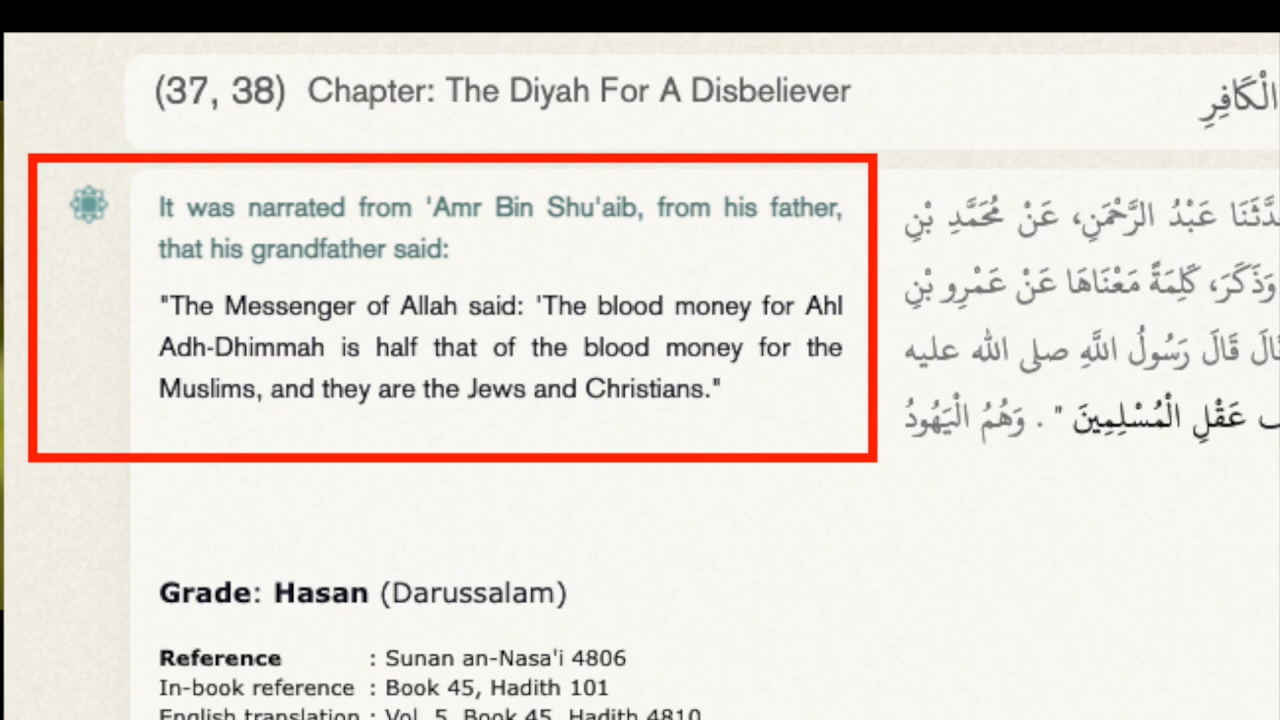 (37, 38) Chapter: The Diyah For A Disbeliever
الْكَافِرِ
It was narrated from 'Amr Bin Shu'aib, from his father,
that his grandfather said:
"The Messenger of Allah said: 'The blood money for Ahl
Adh-Dhimmah is half that of the blood money for the
Muslims, and they are the Jews and Christians."
عَبْدُ الرَّحْمَنِ، عَنْ مُحَمَّدِ بْنِ
وَذَكَرَ، كَلِمَةً مَعْنَاهَا عَنْ عَمْرِو بْنِ
قَالَ رَسُولُ اللَّهِ صلى الله عليه
عَقْلِ الْمُسْلِمِينَ " . وَهُمُ الْيَهُودُ
Grade: Hasan (Darussalam)
Reference : Sunan an-Nasa'i 4806
In-book reference : Book 45, Hadith 101
English translation : Vol. 5, Book 45, Hadith 4810